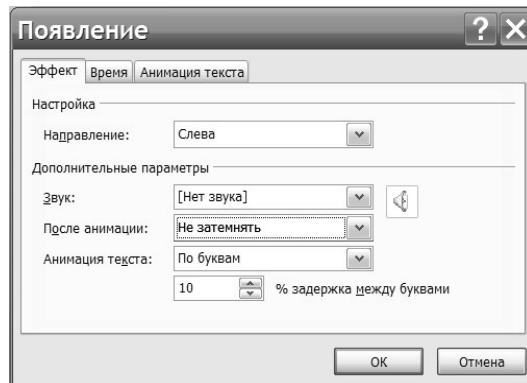 Появление
Эффект Время Анимация текста
Настройка
Направление: Слева
Дополнительные параметры
Звук: [Нет звука]
После анимации: Не затемнять
Анимация текста: По буквам
10 % задержка между буквами
ОК Отмена